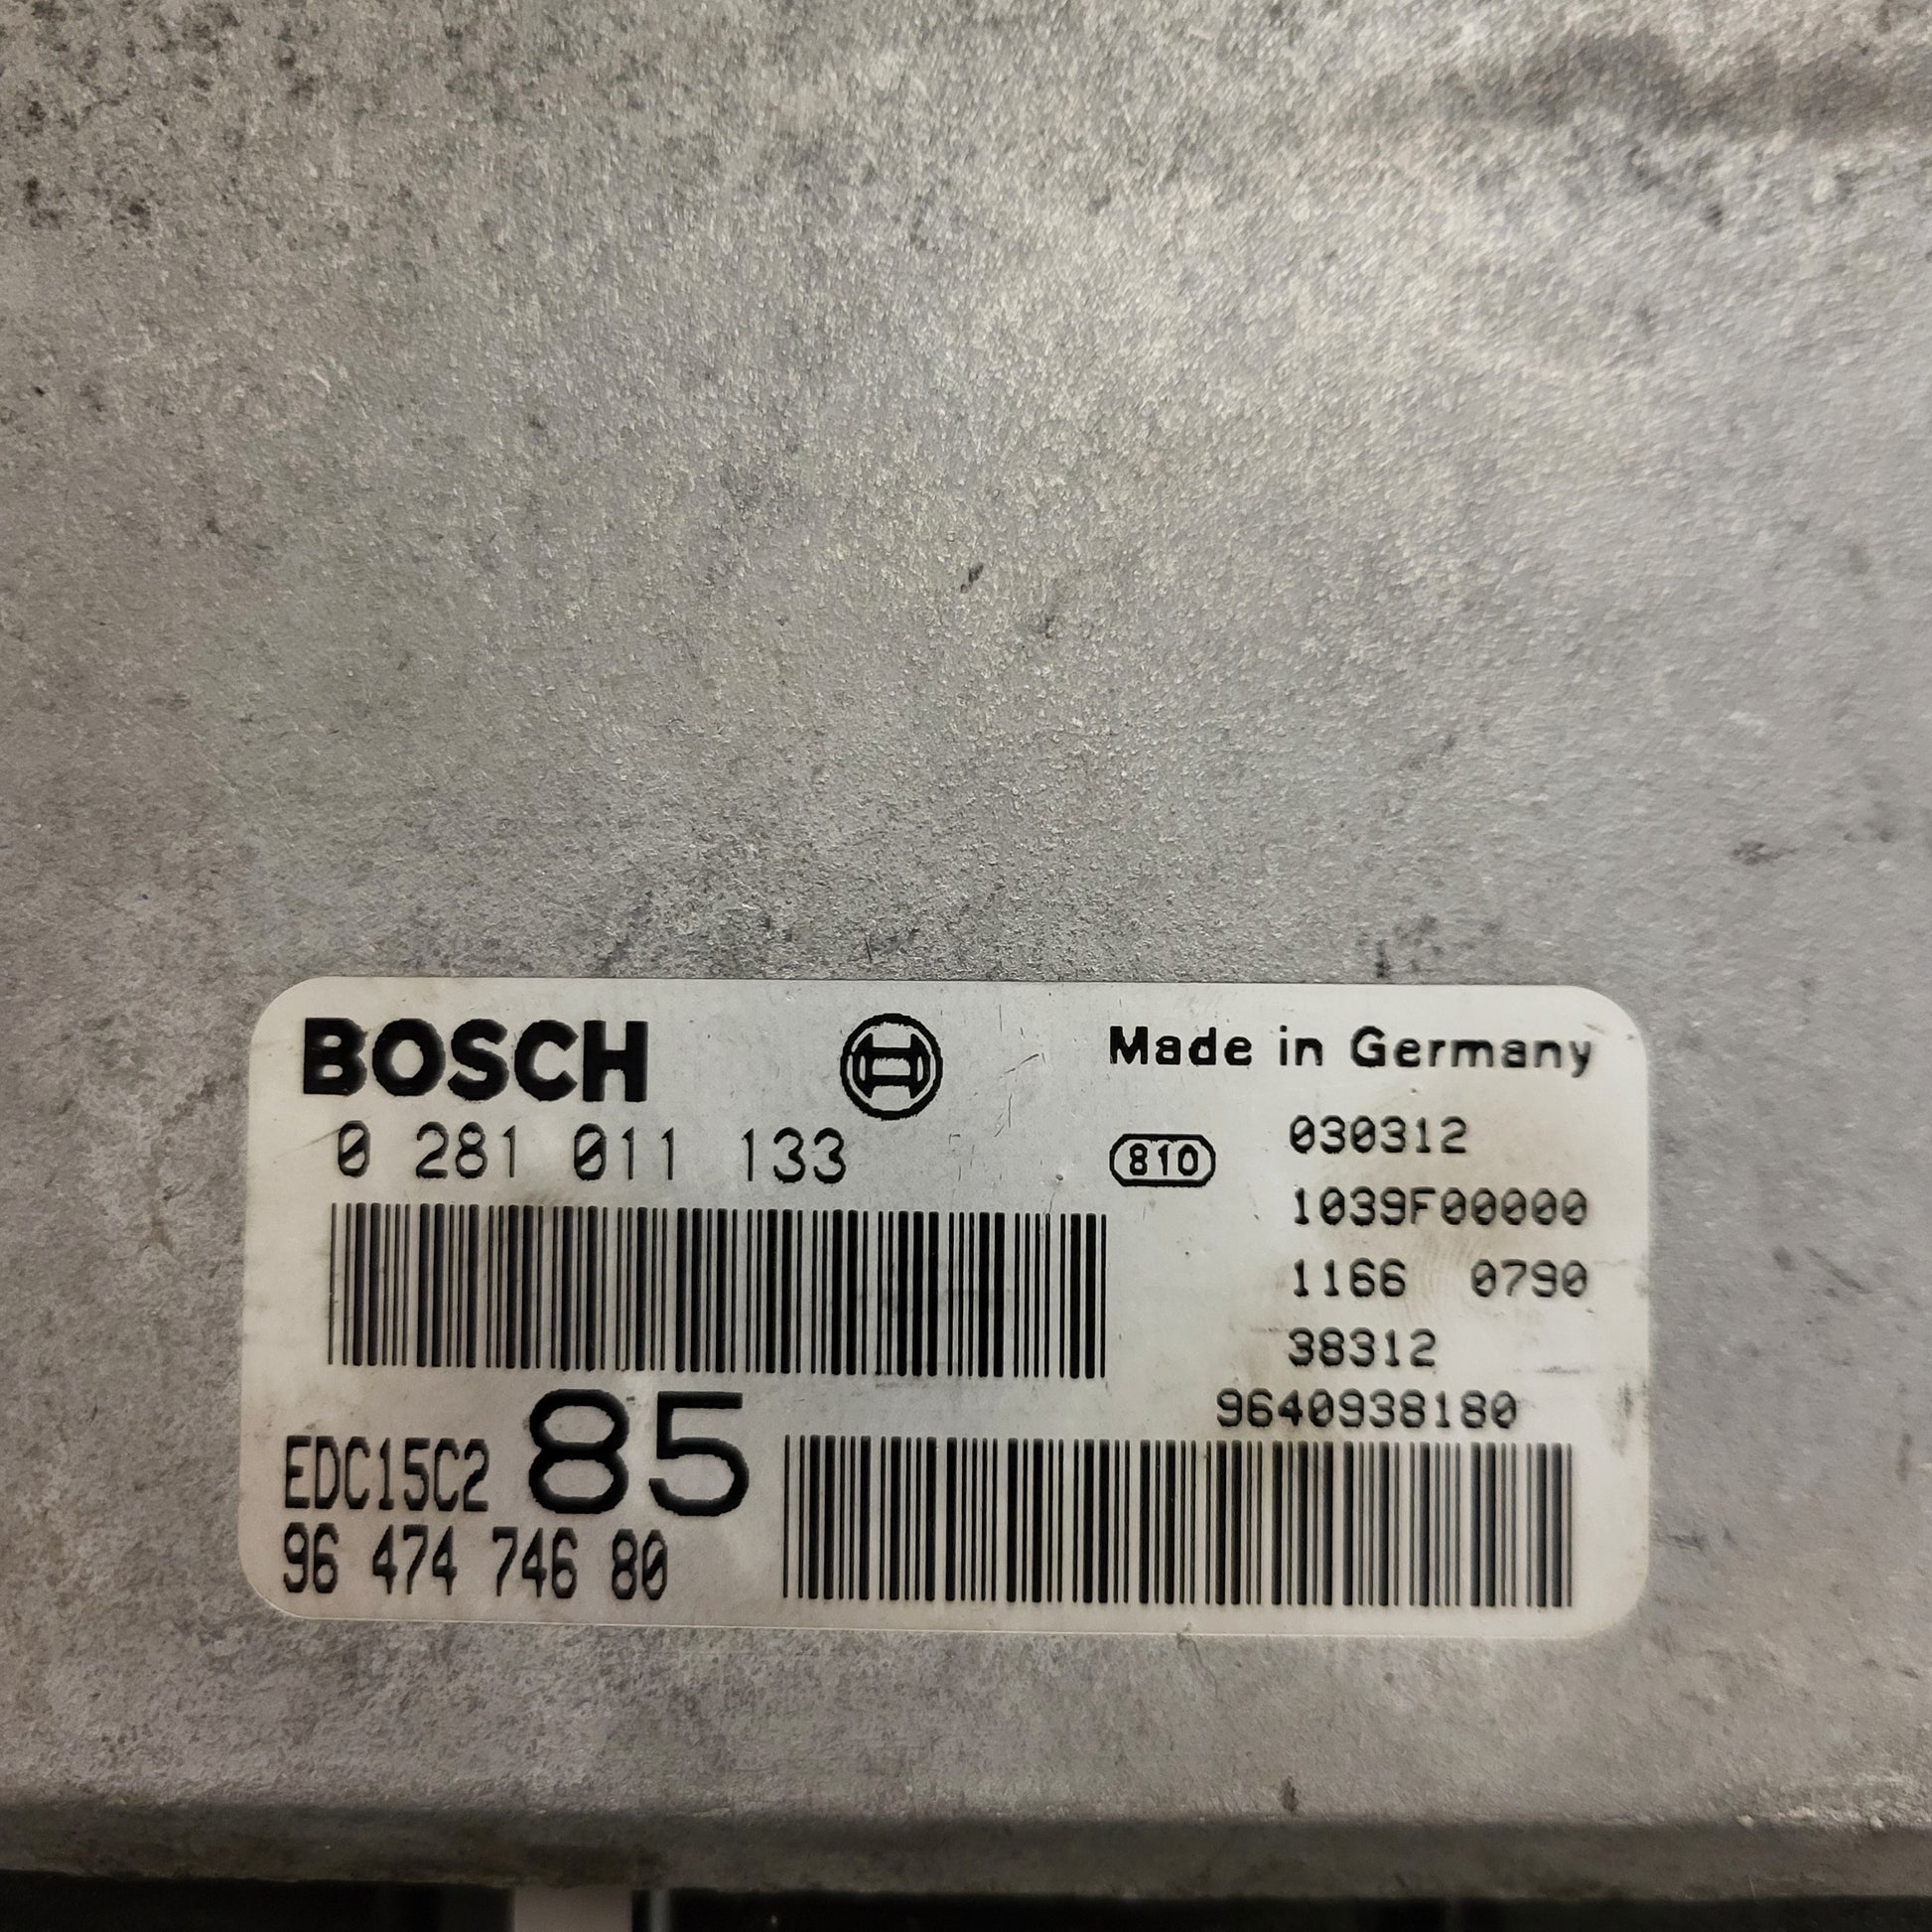 BOSCH
Made in Germany
0 281 011 133
810
030312
1039F00000
1166 0790
38312
9640938180
EDC15C2 85
96 474 746 80